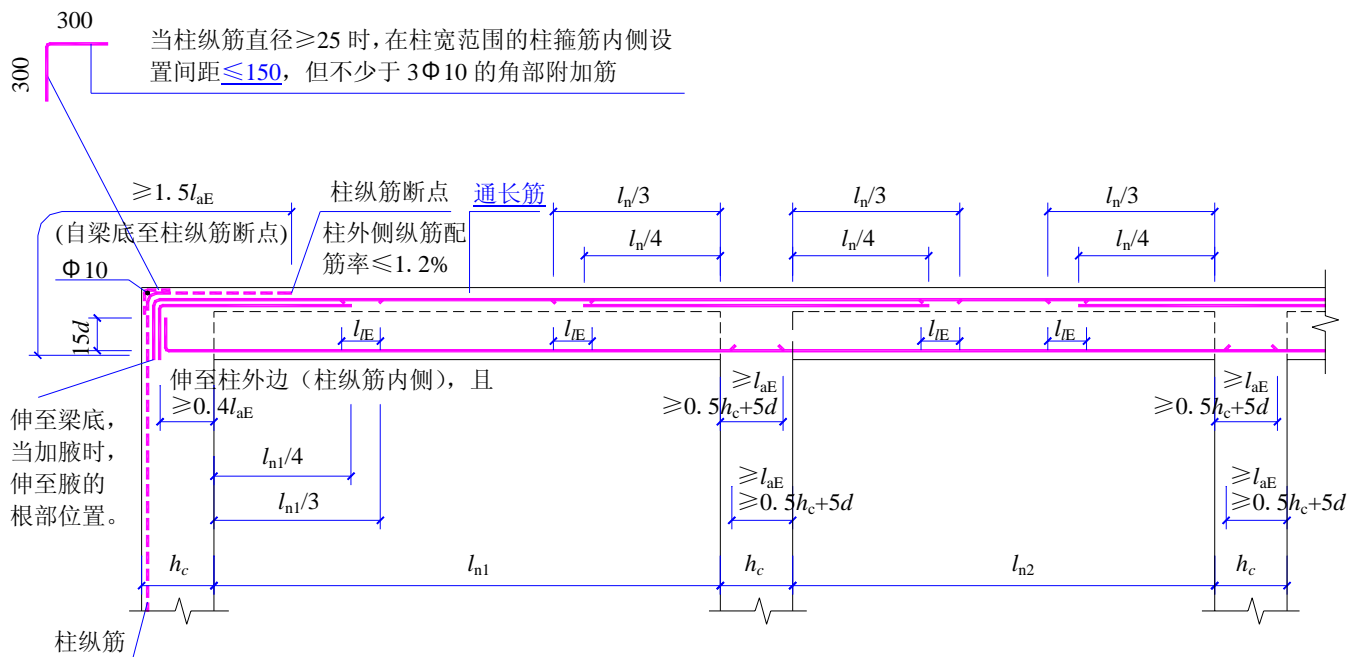 300
300
当柱纵筋直径≥25 时，在柱宽范围的柱箍筋内侧设
置间距≤150，但不少于 3Φ10 的角部附加筋
≥1.5laE
(自梁底至柱纵筋断点)
柱纵筋断点
通长筋
柱外侧纵筋配
筋率≤1.2%
ln/3
ln/3
ln/3
ln/4
ln/4
ln/4
Φ10
15d
llE
llE
llE
llE
伸至柱外边（柱纵筋内侧），且
≥0.4laE
≥laE
≥0.5hc+5d
≥laE
≥0.5hc+5d
伸至梁底，
当加腋时，
伸至腋的
根部位置。
ln1/4
ln1/3
≥laE
≥0.5hc+5d
≥laE
≥0.5hc+5d
hc
ln1
hc
ln2
hc
柱纵筋